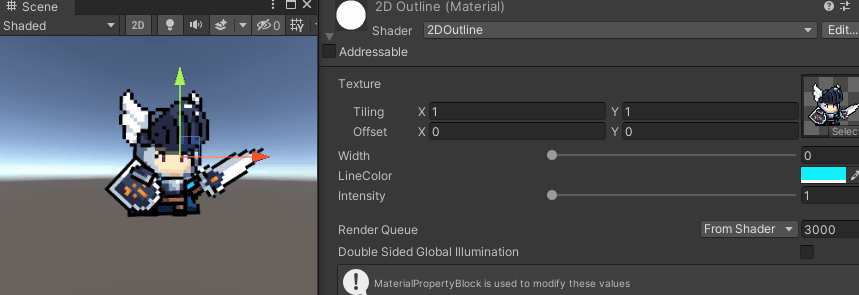 Scene
Shaded
2D
0
2D Outline (Material)
Shader
2DOutline
Edit...
Addressable
Texture
Tiling X 1 Y 1
Offset X 0 Y 0
Selec
Width 0
LineColor
Intensity 1
Render Queue From Shader 3000
Double Sided Global Illumination
MaterialPropertyBlock is used to modify these values